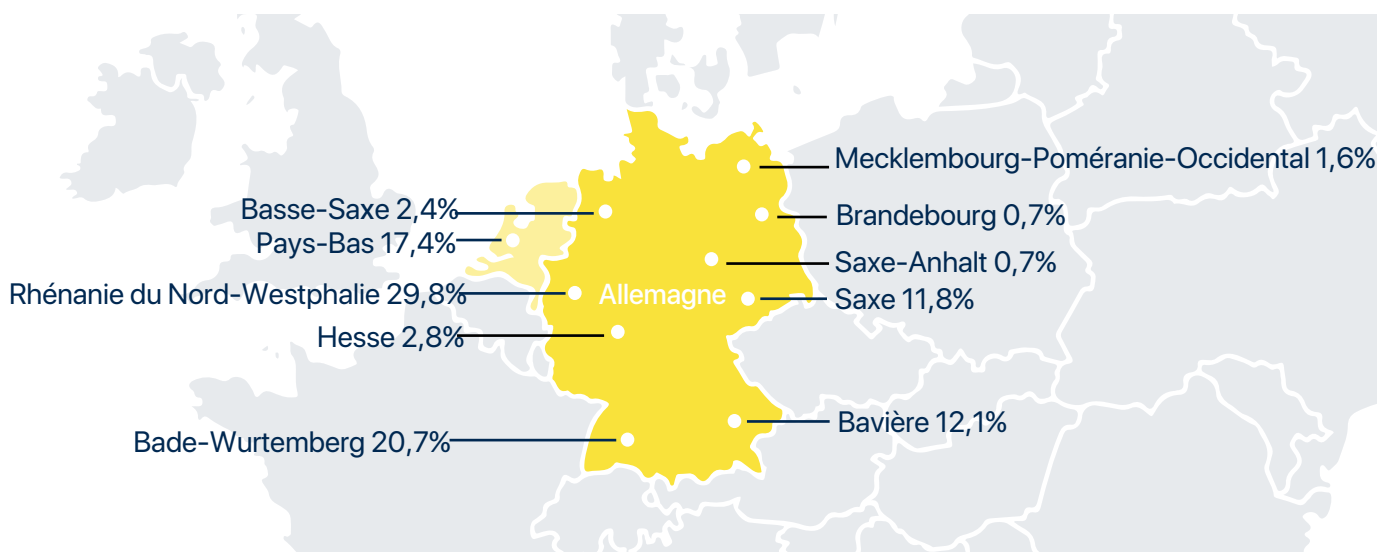 Mecklembourg-Poméranie-Occidental 1,6%
Basse-Saxe 2,4%
Brandebourg 0,7%
Pays-Bas 17,4%
Saxe-Anhalt 0,7%
Rhénanie du Nord-Westphalie 29,8%
Allemagne
Saxe 11,8%
Hesse 2,8%
Bavière 12,1%
Bade-Wurtemberg 20,7%